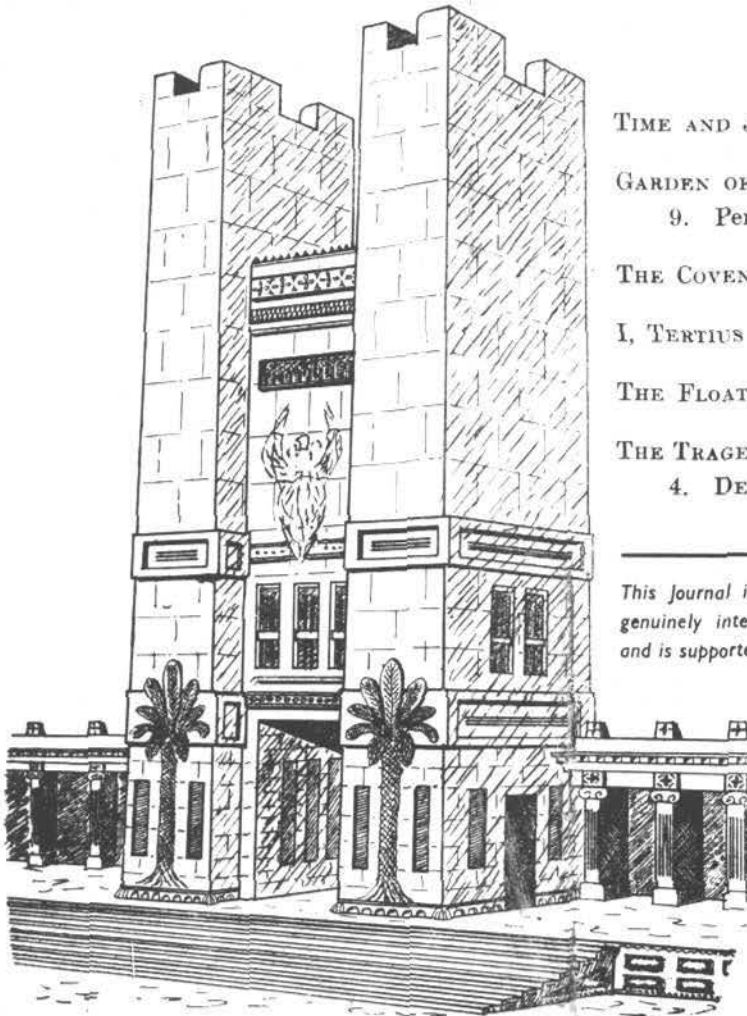 TIME AND
GARDEN OF
9. Per
THE COVEN
I, TERTIUS
THE FLOAT
THE TRAGE
4. DE
This Journal i
genuinely inte
and is supporte